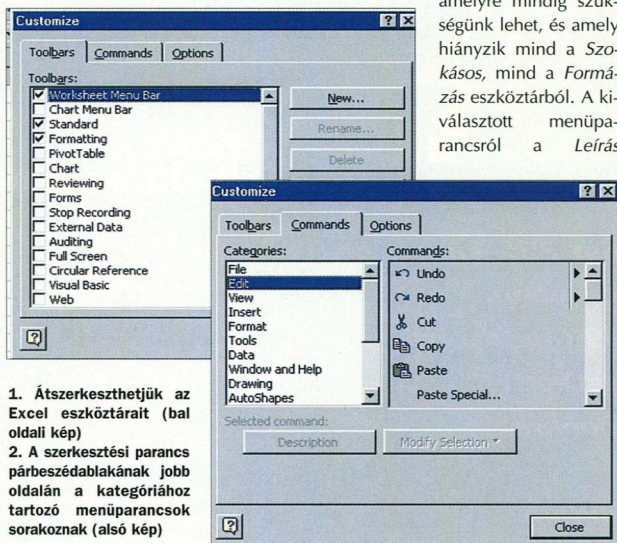 amelyre mindig szük-
ségünk lehet, és amely
hiányzik mind a Szo-
kásos, mind a Formá-
zás eszköztárból. A ki-
választott menüpa-
rancsról a Leírás
Customize
Toolbars Commands Options
Toolbars:
Worksheet Menu Bar
Chart Menu Bar
Standard
Formatting
PivotTable
Chart
Reviewing
Forms
Stop Recording
External Data
Auditing
Full Screen
Circular Reference
Visual Basic
Web
New...
Rename...
Delete
Customize
Toolbars Commands Options
Categories:
File
Edit
View
Insert
Format
Tools
Data
Window and Help
Drawing
AutoShapes
Commands:
Undo
Redo
Cut
Copy
Paste
Paste Special...
Selected command:
Description Modify Selection
Close
1. Átszerkeszthetjük az
Excel eszköztárait (bal
oldali kép)
2. A szerkesztési parancs
párbeszédablakának jobb
oldalán a kategóriához
tartozó menüparancsok
sorakoznak (alsó kép)